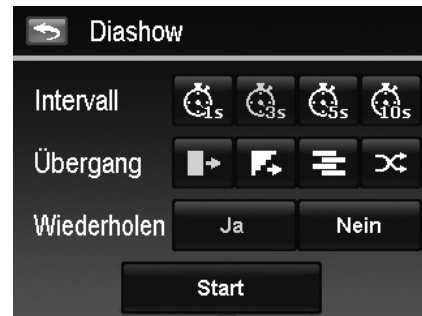 Diashow
Intervall 1s 3s 5s 10s
Übergang
Wiederholen Ja Nein
Start